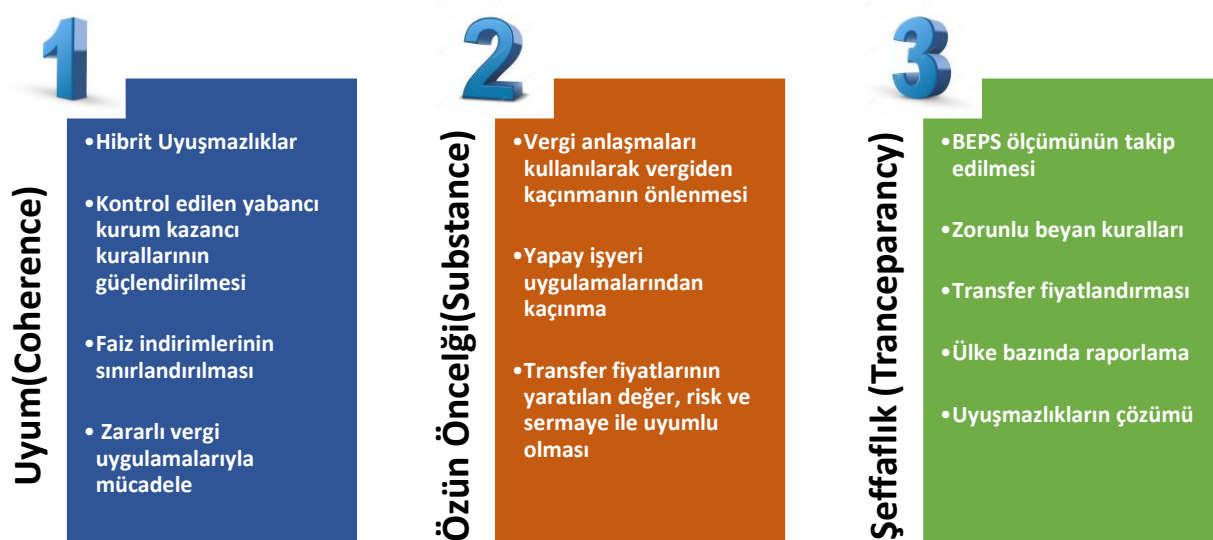 1
Uyum(Coherence)
•Hibrit Uyuşmazlıklar
•Kontrol edilen yabancı
kurum kazancı
kurallarının
güçlendirilmesi
•Faiz indirimlerinin
sınırlandırılması
• Zararlı vergi
uygulamalarıyla
mücadele
2
Özün Öncelği(Substance)
•Vergi anlaşmaları
kullanılarak vergiden
kaçınmanın önlenmesi
•Yapay işyeri
uygulamalarından
kaçınma
•Transfer fiyatlarının
yaratılan değer, risk ve
sermaye ile uyumlu
olması
3
Şeffaflık (Tranceparancy)
•BEPS ölçümünün takip
edilmesi
•Zorunlu beyan kuralları
•Transfer fiyatlandırması
•Ülke bazında raporlama
•Uyuşmazlıkların çözümü